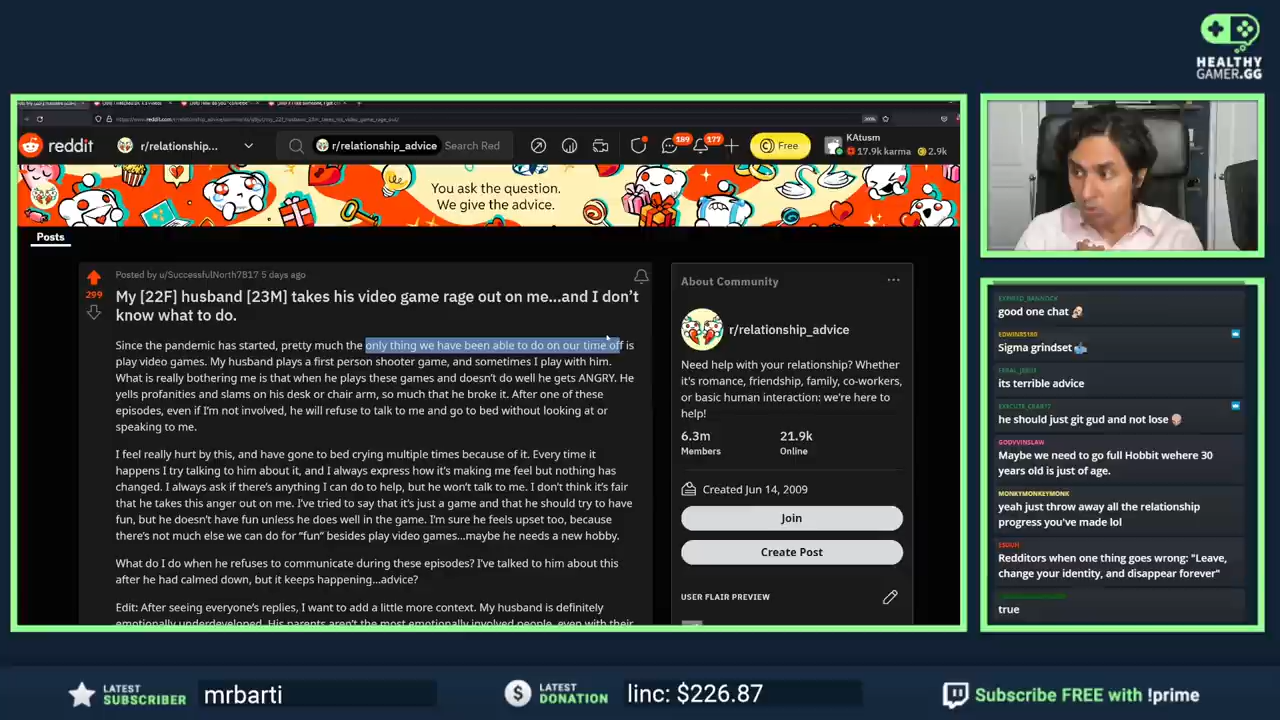 HEALTHY
GAMER.GG
reddit
r/relationship...
r/relationship_advice
Search Red
189
177
Free
KAtusm
17.9k karma
2.9k
You ask the question.
We give the advice.
Posts
Posted by u/SuccessfulNorth7817 5 days ago
299
My [22F] husband [23M] takes his video game rage out on me...and I don't
know what to do.
Since the pandemic has started, pretty much the only thing we have been able to do on our time off is
play video games. My husband plays a first person shooter game, and sometimes I play with him.
What is really bothering me is that when he plays these games and doesn't do well he gets ANGRY. He
yells profanities and slams on his desk or chair arm, so much that he broke it. After one of these
episodes, even if I'm not involved, he will refuse to talk to me and go to bed without looking at or
speaking to me.
I feel really hurt by this, and have gone to bed crying multiple times because of it. Every time it
happens I try talking to him about it, and I always express how it's making me feel but nothing has
changed. I always ask if there's anything I can do to help, but he won't talk to me. I don't think it's fair
that he takes this anger out on me. I've tried to say that it's just a game and that he should try to have
fun, but he doesn't have fun unless he does well in the game. I'm sure he feels upset too, because
there's not much else we can do for "fun" besides play video games...maybe he needs a new hobby.
What do I do when he refuses to communicate during these episodes? I've talked to him about this
after he had calmed down, but it keeps happening...advice?
Edit: After seeing everyone's replies, I want to add a little more context. My husband is definitely
emotionally underdeveloped. His parents aren't the most emotionally involved people, even with their
About Community
r/relationship_advice
Need help with your relationship? Whether
it's romance, friendship, family, co-workers,
or basic human interaction: we're here to
help!
6.3m
21.9k
Members
Online
Created Jun 14, 2009
Join
Create Post
USER FLAIR PREVIEW
good one chat
EDWIN85180
Sigma grindset
its terrible advice
he should just git gud and not lose
GODVVINSLAW
Maybe we need to go full Hobbit wehere 30
years old is just of age.
MONKYMONKEYMONK
yeah just throw away all the relationship
progress you've made lol
Redditors when one thing goes wrong: "Leave,
change your identity, and disappear forever"
true
LATEST
SUBSCRIBER
mrbarti
LATEST
DONATION
linc: $226.87
Subscribe FREE with !prime